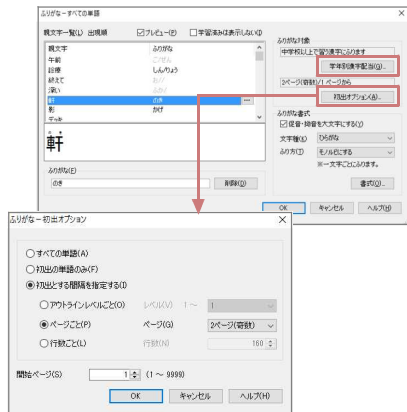 ふりがな－すべての単語
親文字一覧(L) 出現順
プレビュー(P)
学習済みは表示しない(J)
親文字 ふりがな
午前 ごぜん
診療 しんりょう
終えて
深い
軒 のき
影 かげ
デッキ
軒
ふりがな(E)
のき
削除(D)
ふりがな対象
中学校以上で習う漢字にふります
学年別漢字配当(G)...
2ページ(奇数)/1 ページから
初出オプション(A)...
ふりがな書式
促音・拗音を大文字にする(Y)
文字種(K) ひらがな
ふり方(I) モノルビにする
※一文字ごとにふります。
書式(O)...
OK キャンセル ヘルプ(H)
ふりがな－初出オプション
すべての単語(A)
初出の単語のみ(F)
初出とする間隔を指定する(I)
アウトラインレベルごと(O) レベル(V) 1 ～ 1
ページごと(P) ページ(G) 2ページ(奇数)
行数ごと(L) 行数(N) 160
開始ページ(S) 1 (1 ～ 9999)
OK キャンセル ヘルプ(H)